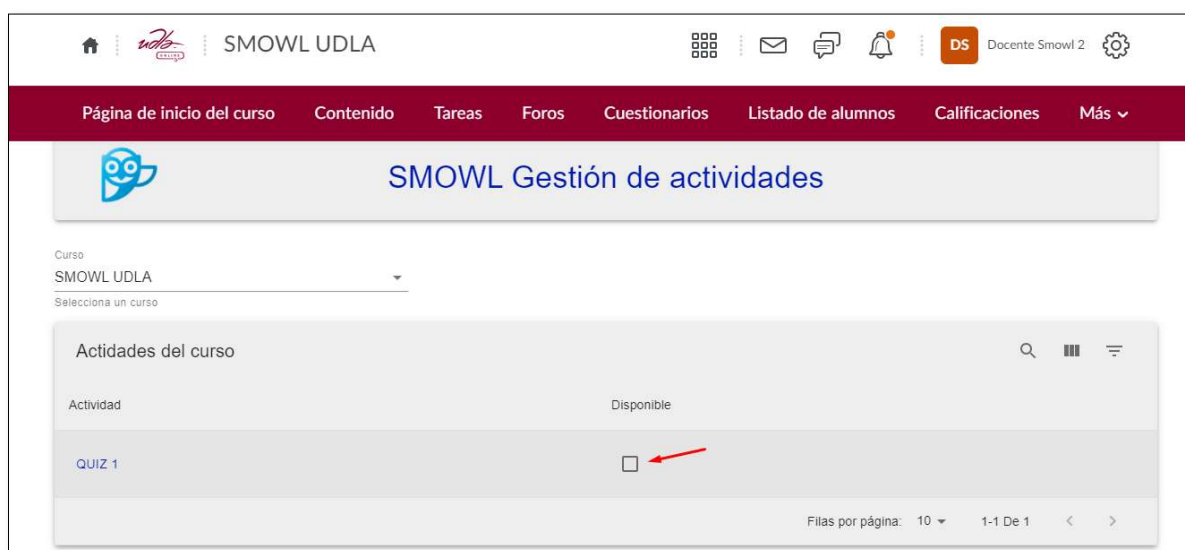 udla- SMOWL UDLA DS Docente Smowl 2
ONLINE
Página de inicio del curso Contenido Tareas Foros Cuestionarios Listado de alumnos Calificaciones Más
SMOWL Gestión de actividades
Curso
SMOWL UDLA
Selecciona un curso
Actidades del curso
Actividad Disponible
QUIZ 1
Filas por página: 10 1-1 De 1